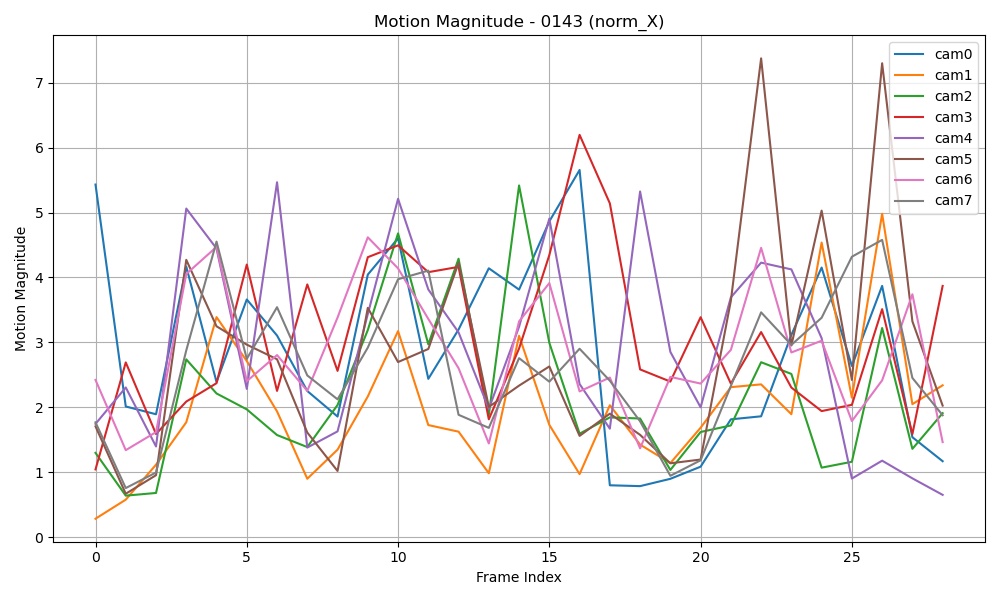 Motion Magnitude - 0143 (norm_X)
Motion Magnitude
7
6
5
4
3
2
1
0
0 5 10 15 20 25
Frame Index
cam0
cam1
cam2
cam3
cam4
cam5
cam6
cam7